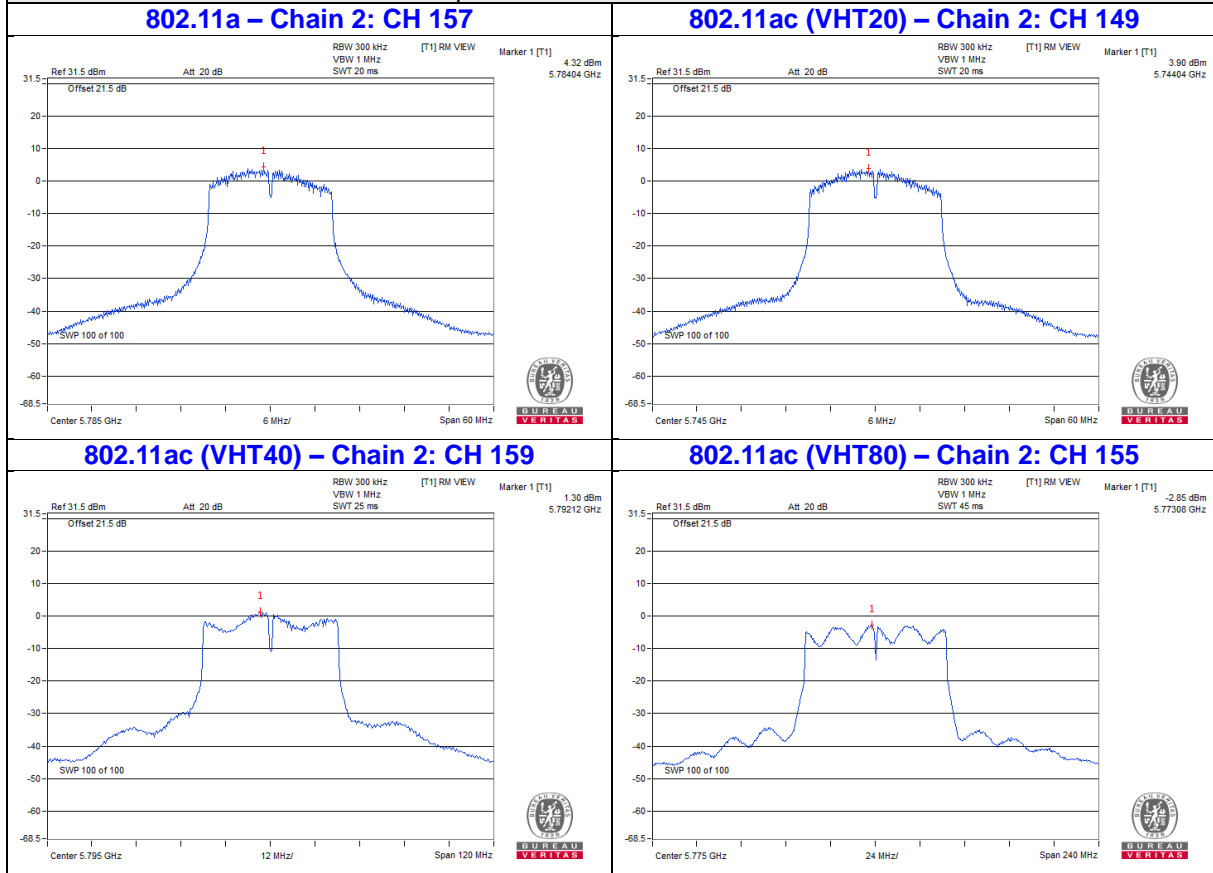 802.11a – Chain 2: CH 157
RBW 300 kHz [T1] RM VIEW Marker 1 [T1]
VBW 1 MHz 4.32 dBm
Ref 31.5 dBm Att 20 dB SWT 20 ms 5.78404 GHz
31.5
Offset 21.5 dB
20
10
1
0
-10
-20
-30
-40
SWP 100 of 100
-50
-60
-68.5
Center 5.785 GHz 6 MHz/ Span 60 MHz
BUREAU VERITAS
1828
BUREAU
VERITAS
802.11ac (VHT20) – Chain 2: CH 149
RBW 300 kHz [T1] RM VIEW Marker 1 [T1]
VBW 1 MHz 3.90 dBm
Ref 31.5 dBm Att 20 dB SWT 20 ms 5.74404 GHz
31.5
Offset 21.5 dB
20
10
1
0
-10
-20
-30
-40
SWP 100 of 100
-50
-60
-68.5
Center 5.745 GHz 6 MHz/ Span 60 MHz
BUREAU VERITAS
1828
BUREAU
VERITAS
802.11ac (VHT40) – Chain 2: CH 159
RBW 300 kHz [T1] RM VIEW Marker 1 [T1]
VBW 1 MHz 1.30 dBm
Ref 31.5 dBm Att 20 dB SWT 25 ms 5.79212 GHz
31.5
Offset 21.5 dB
20
10
1
0
-10
-20
-30
-40
SWP 100 of 100
-50
-60
-68.5
Center 5.795 GHz 12 MHz/ Span 120 MHz
BUREAU VERITAS
1828
BUREAU
VERITAS
802.11ac (VHT80) – Chain 2: CH 155
RBW 300 kHz [T1] RM VIEW Marker 1 [T1]
VBW 1 MHz -2.85 dBm
Ref 31.5 dBm Att 20 dB SWT 45 ms 5.77308 GHz
31.5
Offset 21.5 dB
20
10
1
0
-10
-20
-30
-40
SWP 100 of 100
-50
-60
-68.5
Center 5.775 GHz 24 MHz/ Span 240 MHz
BUREAU VERITAS
1828
BUREAU
VERITAS